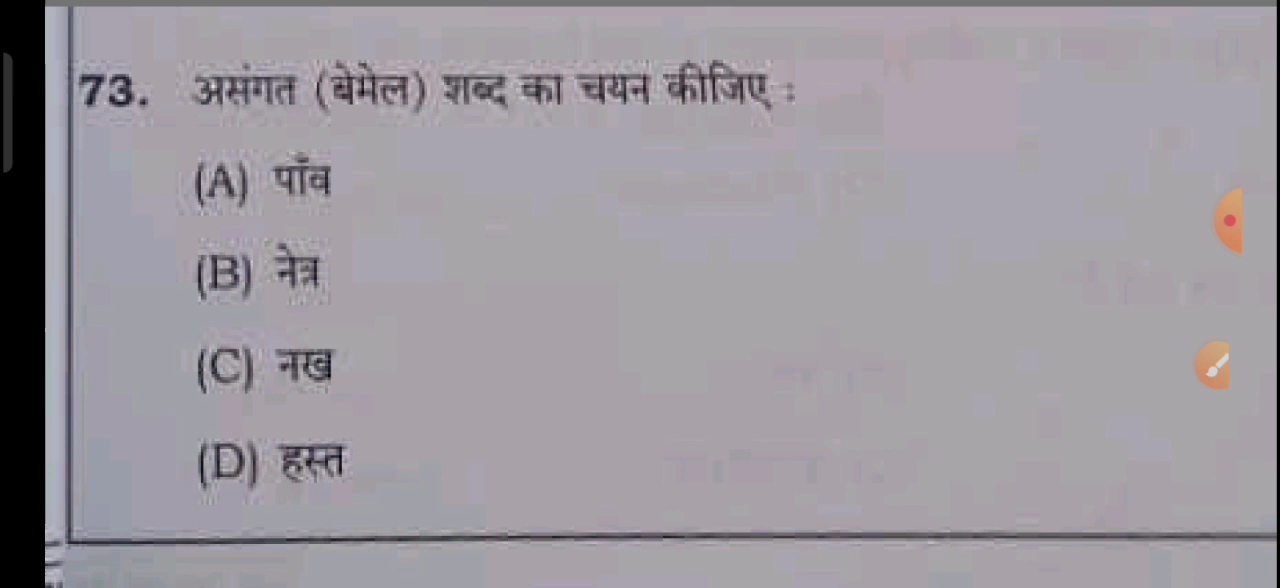 73. असंगत (बेमेल) शब्द का चयन कीजिए :
(A) पाँव
(B) नेत्र
(C) नख
(D) हस्त